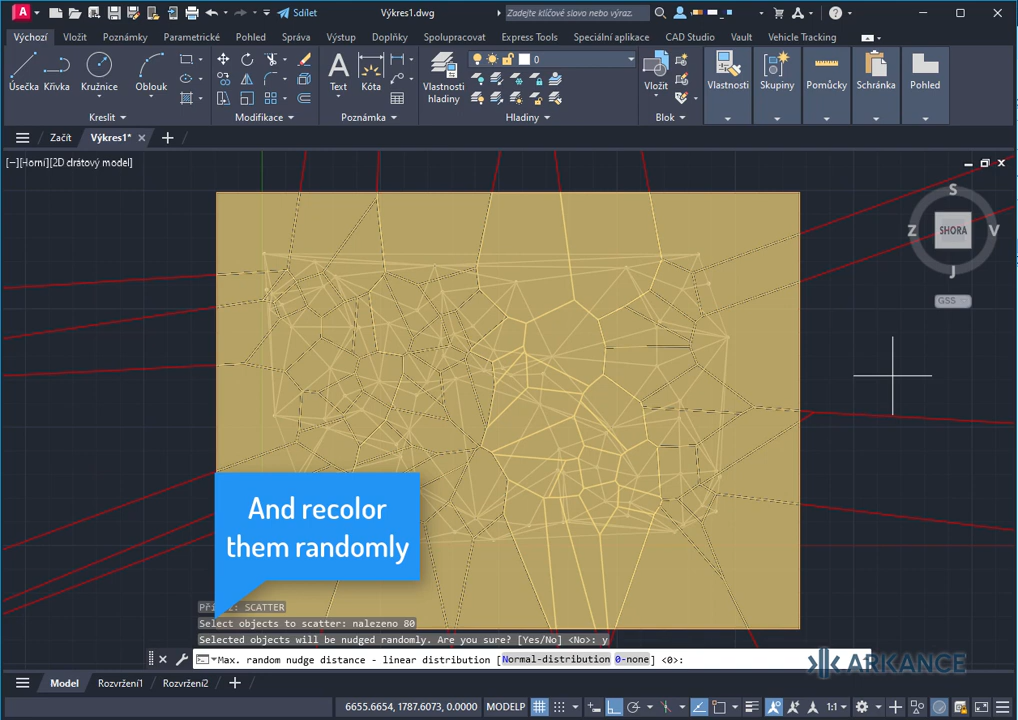 A
Sdílet
Výkres1.dwg
Zadejte klíčové slovo nebo výraz.
Výchozí Vložit Poznámky Parametrické Pohled Správa Výstup Doplňky Spolupracovat Express Tools Speciální aplikace CAD Studio Vault Vehicle Tracking
Úsečka Křivka Kružnice Oblouk
Text Kóta
Vlastnosti hladiny
0
Vložit
Vlastnosti Skupiny Pomůcky Schránka Pohled
Kreslit Modifikace Poznámka Hladiny Blok
Začít Výkres1*
[−][Horní][2D drátový model]
S
Z SHORA V
J
GSS
And recolor
them randomly
SCATTER
Select objects to scatter: nalezeno 80
Selected objects will be nudged randomly. Are you sure? [Yes/No] <No>: y
Max. random nudge distance - linear distribution [Normal-distribution 0-none] <0>:
ARKANCE
Model Rozvržení1 Rozvržení2
6655.6654, 1787.6073, 0.0000 MODELP
1:1